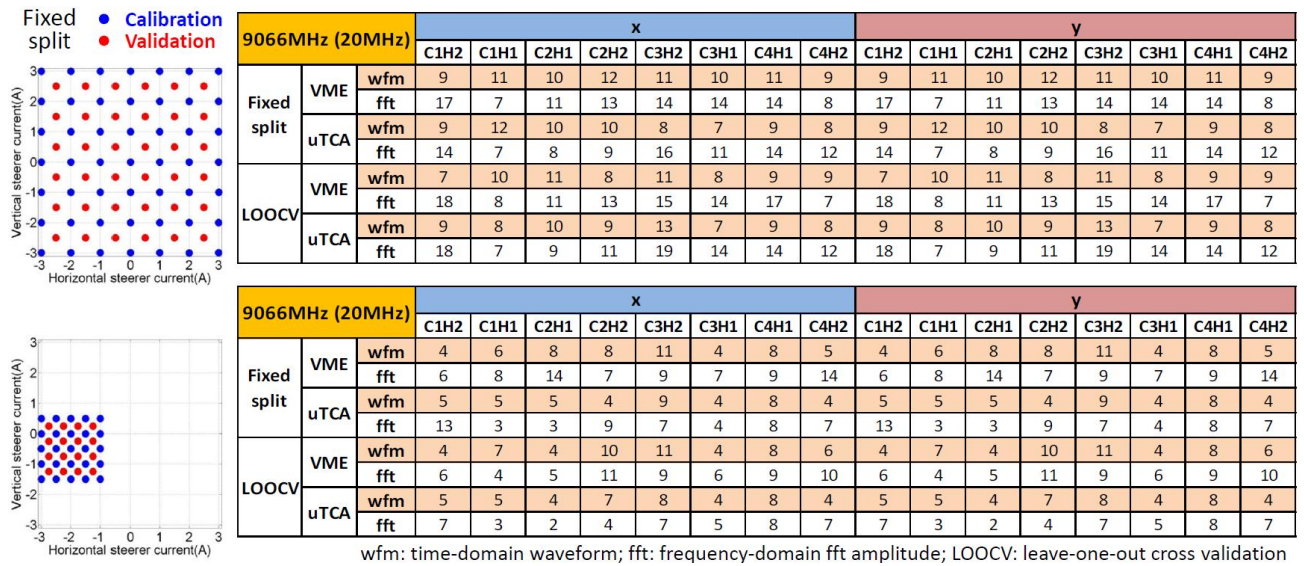 Fixed split
● Calibration
● Validation
Vertical steerer current(A)
3
2
1
0
-1
-2
-3
-3 -2 -1 0 1 2 3
Horizontal steerer current(A)
9066MHz (20MHz) x y
C1H2 C1H1 C2H1 C2H2 C3H2 C3H1 C4H1 C4H2 C1H2 C1H1 C2H1 C2H2 C3H2 C3H1 C4H1 C4H2
Fixed split VME wfm 9 11 10 12 11 10 11 9 9 11 10 12 11 10 11 9
fft 17 7 11 13 14 14 14 8 17 7 11 13 14 14 14 8
uTCA wfm 9 12 10 10 8 7 9 8 9 12 10 10 8 7 9 8
fft 14 7 8 9 16 11 14 12 14 7 8 9 16 11 14 12
LOOCV VME wfm 7 10 11 8 11 8 9 9 7 10 11 8 11 8 9 9
fft 18 8 11 13 15 14 17 7 18 8 11 13 15 14 17 7
uTCA wfm 9 8 10 9 13 7 9 8 9 8 10 9 13 7 9 8
fft 18 7 9 11 19 14 14 12 18 7 9 11 19 14 14 12
Vertical steerer current(A)
3
2
1
0
-1
-2
-3
-3 -2 -1 0 1 2 3
Horizontal steerer current(A)
9066MHz (20MHz) x y
C1H2 C1H1 C2H1 C2H2 C3H2 C3H1 C4H1 C4H2 C1H2 C1H1 C2H1 C2H2 C3H2 C3H1 C4H1 C4H2
Fixed split VME wfm 4 6 8 8 11 4 8 5 4 6 8 8 11 4 8 5
fft 6 8 14 7 9 7 9 14 6 8 14 7 9 7 9 14
uTCA wfm 5 5 5 4 9 4 8 4 5 5 5 4 9 4 8 4
fft 13 3 3 9 7 4 8 7 13 3 3 9 7 4 8 7
LOOCV VME wfm 4 7 4 10 11 4 8 6 4 7 4 10 11 4 8 6
fft 6 4 5 11 9 6 9 10 6 4 5 11 9 6 9 10
uTCA wfm 5 5 4 7 8 4 8 4 5 5 4 7 8 4 8 4
fft 7 3 2 4 7 5 8 7 7 3 2 4 7 5 8 7
wfm: time-domain waveform; fft: frequency-domain fft amplitude; LOOCV: leave-one-out cross validation